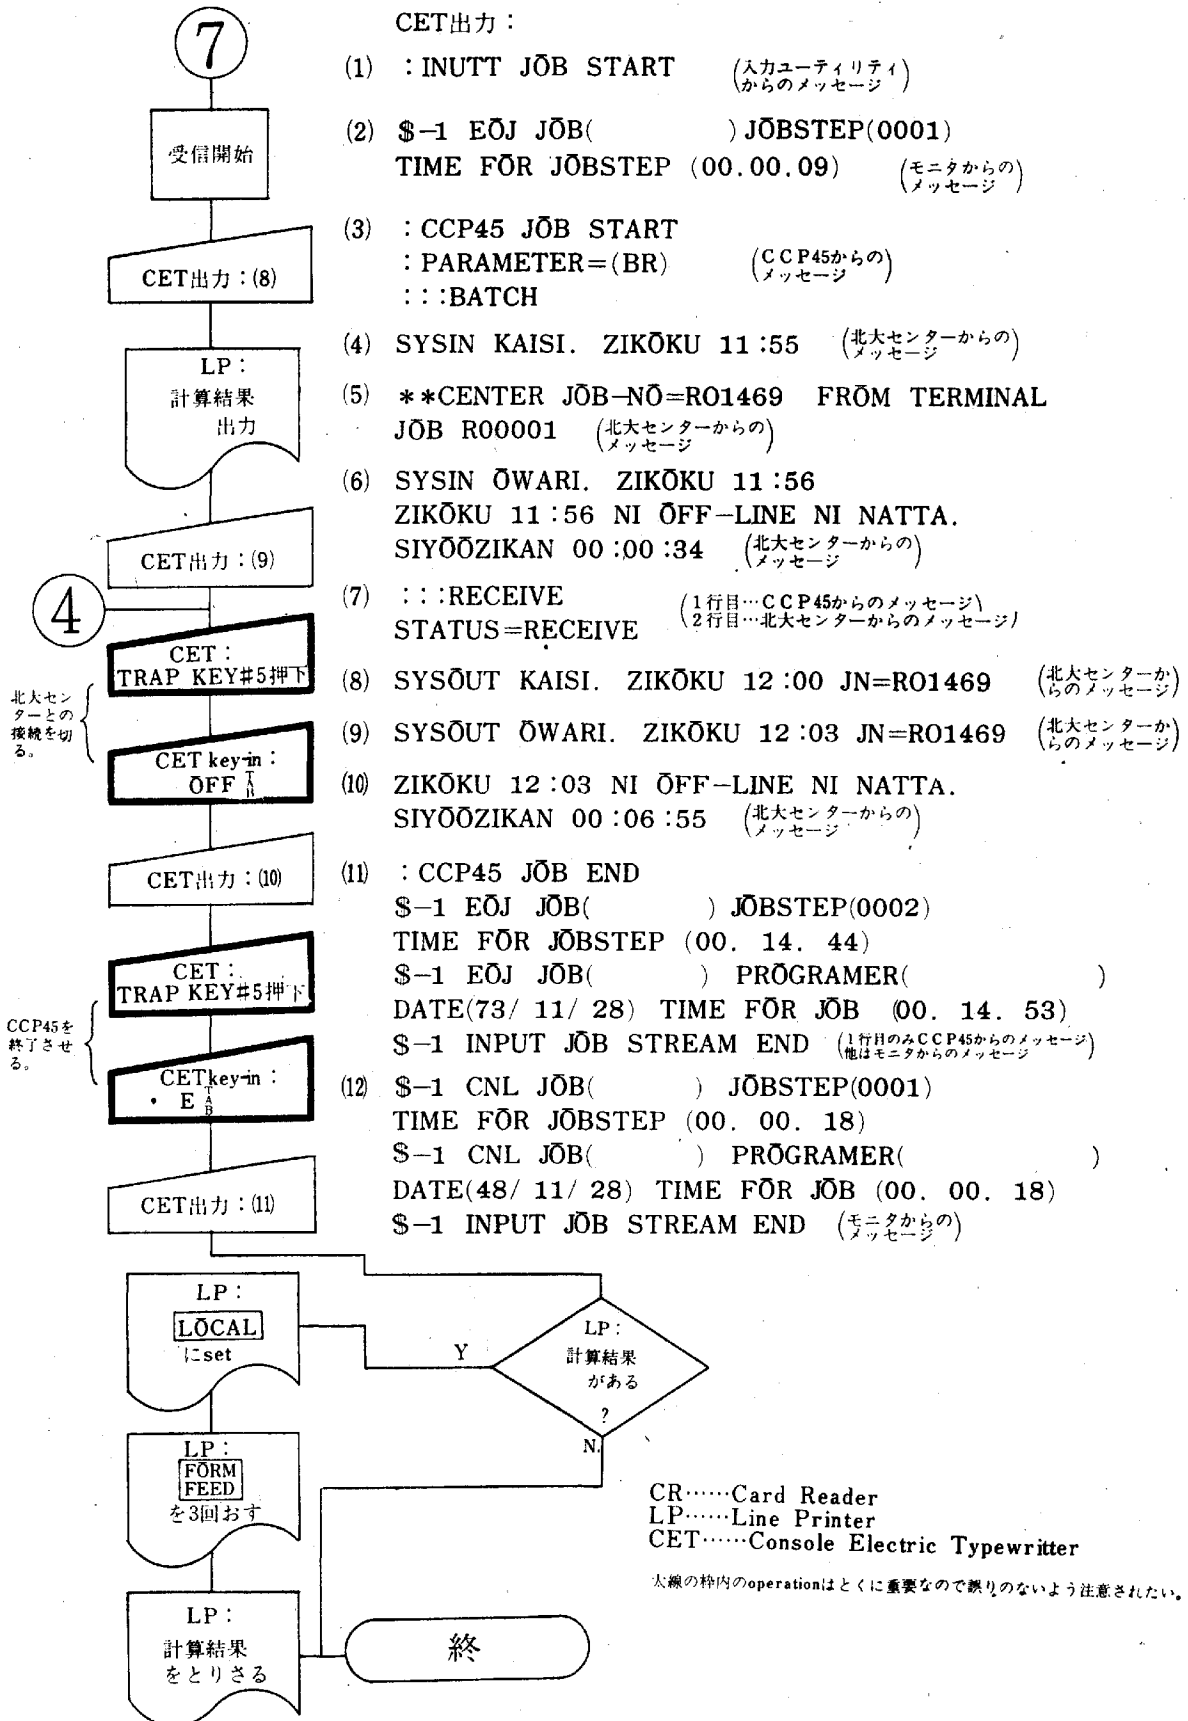 ⑦
受信開始
CET出力：(8)
LP：
計算結果
出力
CET出力：(9)
④
CET：
TRAP KEY#5押下
北大セン
ターとの
接続を切
る。
CET key-in：
ŌFF TAB
CET出力：(10)
CET：
TRAP KEY#5押下
CCP45を
終了させ
る。
CETkey-in：
E TAB
CET出力：(11)
LP：
LŌCAL
にset
LP：
FŌRM
FEED
を3回おす
LP：
計算結果
をとりさる
LP：
計算結果
がある
?
Y
N.
終
CET出力：
(1) ：INUTT JŌB START (入力ユーティリティ
からのメッセージ)
(2) $-1 EŌJ JŌB( ) JŌBSTEP(0001)
TIME FŌR JŌBSTEP (00.00.09) (モニタからの
メッセージ)
(3) ：CCP45 JŌB START
：PARAMETER=(BR) (CCP45からの
メッセージ)
：：：BATCH
(4) SYSIN KAISI. ZIKŌKU 11：55 (北大センターからの
メッセージ)
(5) **CENTER JŌB-NŌ=RO1469 FRŌM TERMINAL
JŌB R00001 (北大センターからの
メッセージ)
(6) SYSIN ŌWARI. ZIKŌKU 11：56
ZIKŌKU 11：56 NI ŌFF-LINE NI NATTA.
SIYŌŌZIKAN 00：00：34 (北大センターからの
メッセージ)
(7) ：：：RECEIVE (1行目…CCP45からのメッセージ
STATUS=RECEIVE 2行目…北大センターからのメッセージ)
(8) SYSŌUT KAISI. ZIKŌKU 12：00 JN=RO1469 (北大センターか
らのメッセージ)
(9) SYSŌUT ŌWARI. ZIKŌKU 12：03 JN=RO1469 (北大センターか
らのメッセージ)
(10) ZIKŌKU 12：03 NI ŌFF-LINE NI NATTA.
SIYŌŌZIKAN 00：06：55 (北大センターからの
メッセージ)
(11) ：CCP45 JŌB END
$-1 EŌJ JŌB( ) JŌBSTEP(0002)
TIME FŌR JŌBSTEP (00. 14. 44)
$-1 EŌJ JŌB( ) PRŌGRAMER( )
DATE(73/ 11/ 28) TIME FŌR JŌB (00. 14. 53)
$-1 INPUT JŌB STREAM END (1行目のみCCP45からのメッセージ
他はモニタからのメッセージ)
(12) $-1 CNL JŌB( ) JŌBSTEP(0001)
TIME FŌR JŌBSTEP (00. 00. 18)
$-1 CNL JŌB( ) PRŌGRAMER( )
DATE(48/ 11/ 28) TIME FŌR JŌB (00. 00. 18)
$-1 INPUT JŌB STREAM END (モニタからの
メッセージ)
CR……Card Reader
LP……Line Printer
CET……Console Electric Typewritter
太線の枠内のoperationはとくに重要なので誤りのないよう注意されたい。